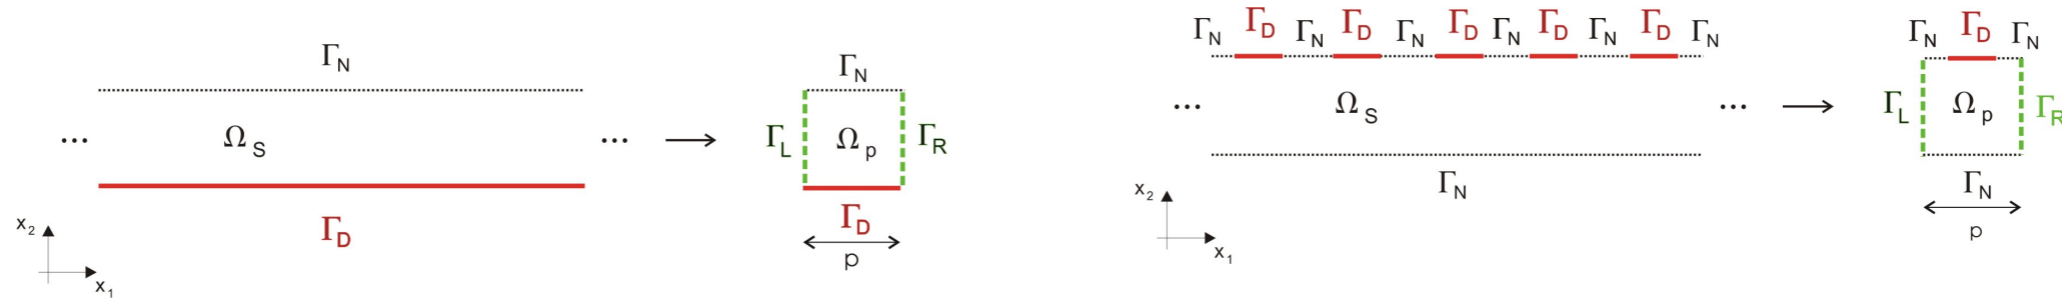 Γ_N
... Ω_S ... → Γ_L Ω_p Γ_R
Γ_N
Γ_D
Γ_D
p
x_2
x_1
Γ_N Γ_D Γ_N Γ_D Γ_N Γ_D Γ_N Γ_D Γ_N Γ_D Γ_N
... Ω_S ...
Γ_N
x_2
x_1
Γ_N Γ_D Γ_N
Γ_L Ω_p Γ_R
Γ_N
p